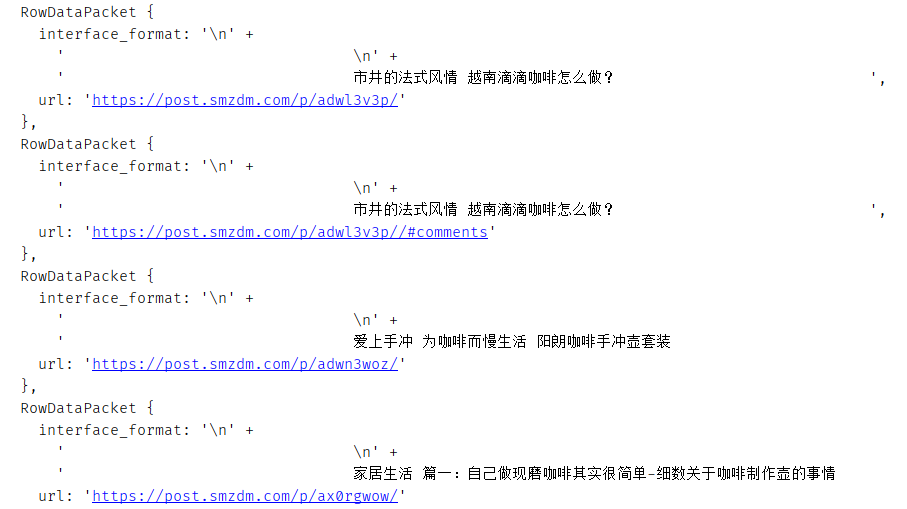 RowDataPacket {
  interface_format: '\n' +
    '                                \n' +
    '                                市井的法式风情 越南滴滴咖啡怎么做？                            ',
  url: 'https://post.smzdm.com/p/adwl3v3p/'
},
RowDataPacket {
  interface_format: '\n' +
    '                                \n' +
    '                                市井的法式风情 越南滴滴咖啡怎么做？                            ',
  url: 'https://post.smzdm.com/p/adwl3v3p//#comments'
},
RowDataPacket {
  interface_format: '\n' +
    '                                \n' +
    '                                爱上手冲 为咖啡而慢生活 阳朗咖啡手冲壶套装
  url: 'https://post.smzdm.com/p/adwn3woz/'
},
RowDataPacket {
  interface_format: '\n' +
    '                                \n' +
    '                                家居生活 篇一：自己做现磨咖啡其实很简单-细数关于咖啡制作壶的事情
  url: 'https://post.smzdm.com/p/ax0rgwow/'